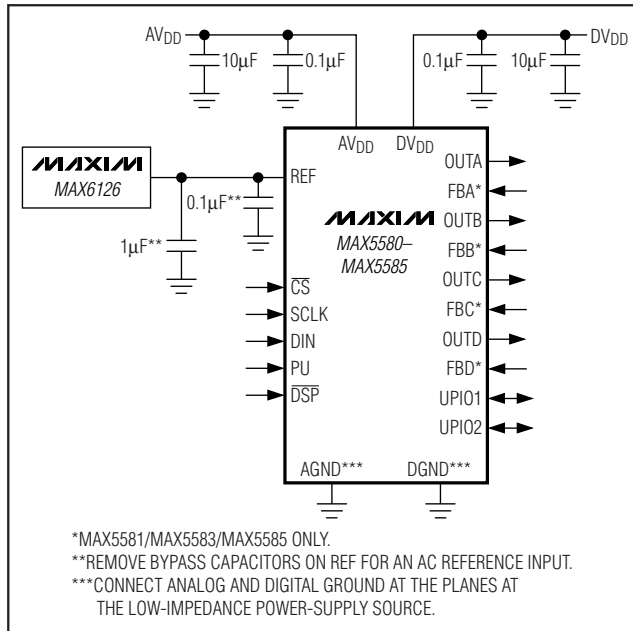 AVDD
10µF
0.1µF
0.1µF
10µF
DVDD
AVDD
DVDD
MAXIM
MAX6126
REF
0.1µF**
1µF**
MAXIM
MAX5580–
MAX5585
CS
SCLK
DIN
PU
DSP
OUTA
FBA*
OUTB
FBB*
OUTC
FBC*
OUTD
FBD*
UPIO1
UPIO2
AGND***
DGND***
*MAX5581/MAX5583/MAX5585 ONLY.
**REMOVE BYPASS CAPACITORS ON REF FOR AN AC REFERENCE INPUT.
***CONNECT ANALOG AND DIGITAL GROUND AT THE PLANES AT
THE LOW-IMPEDANCE POWER-SUPPLY SOURCE.